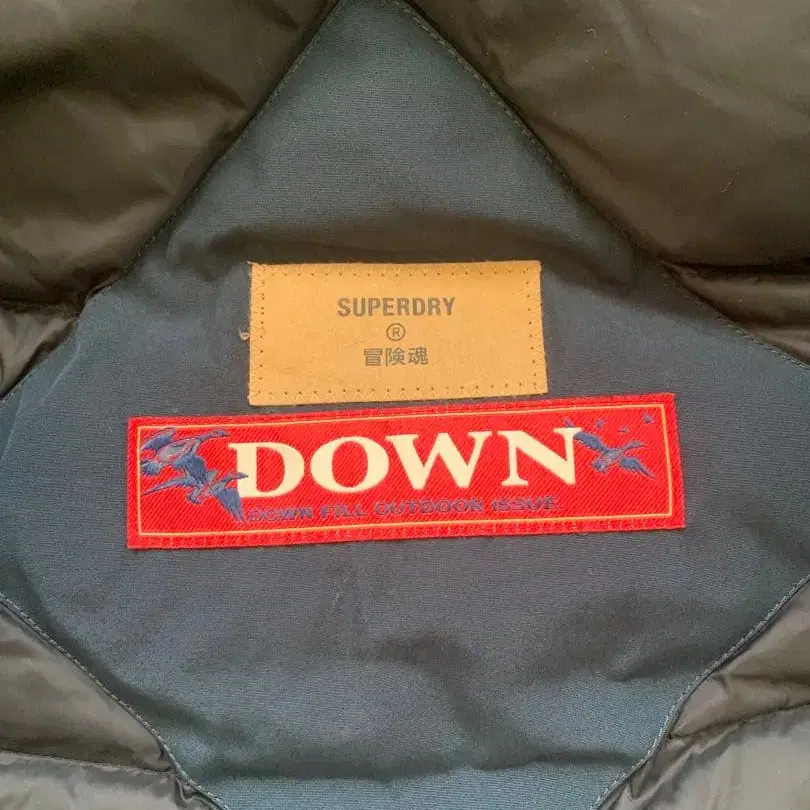 SUPERDRY
®
冒険魂
DOWN
DOWN FILL OUTDOOR ISSUE